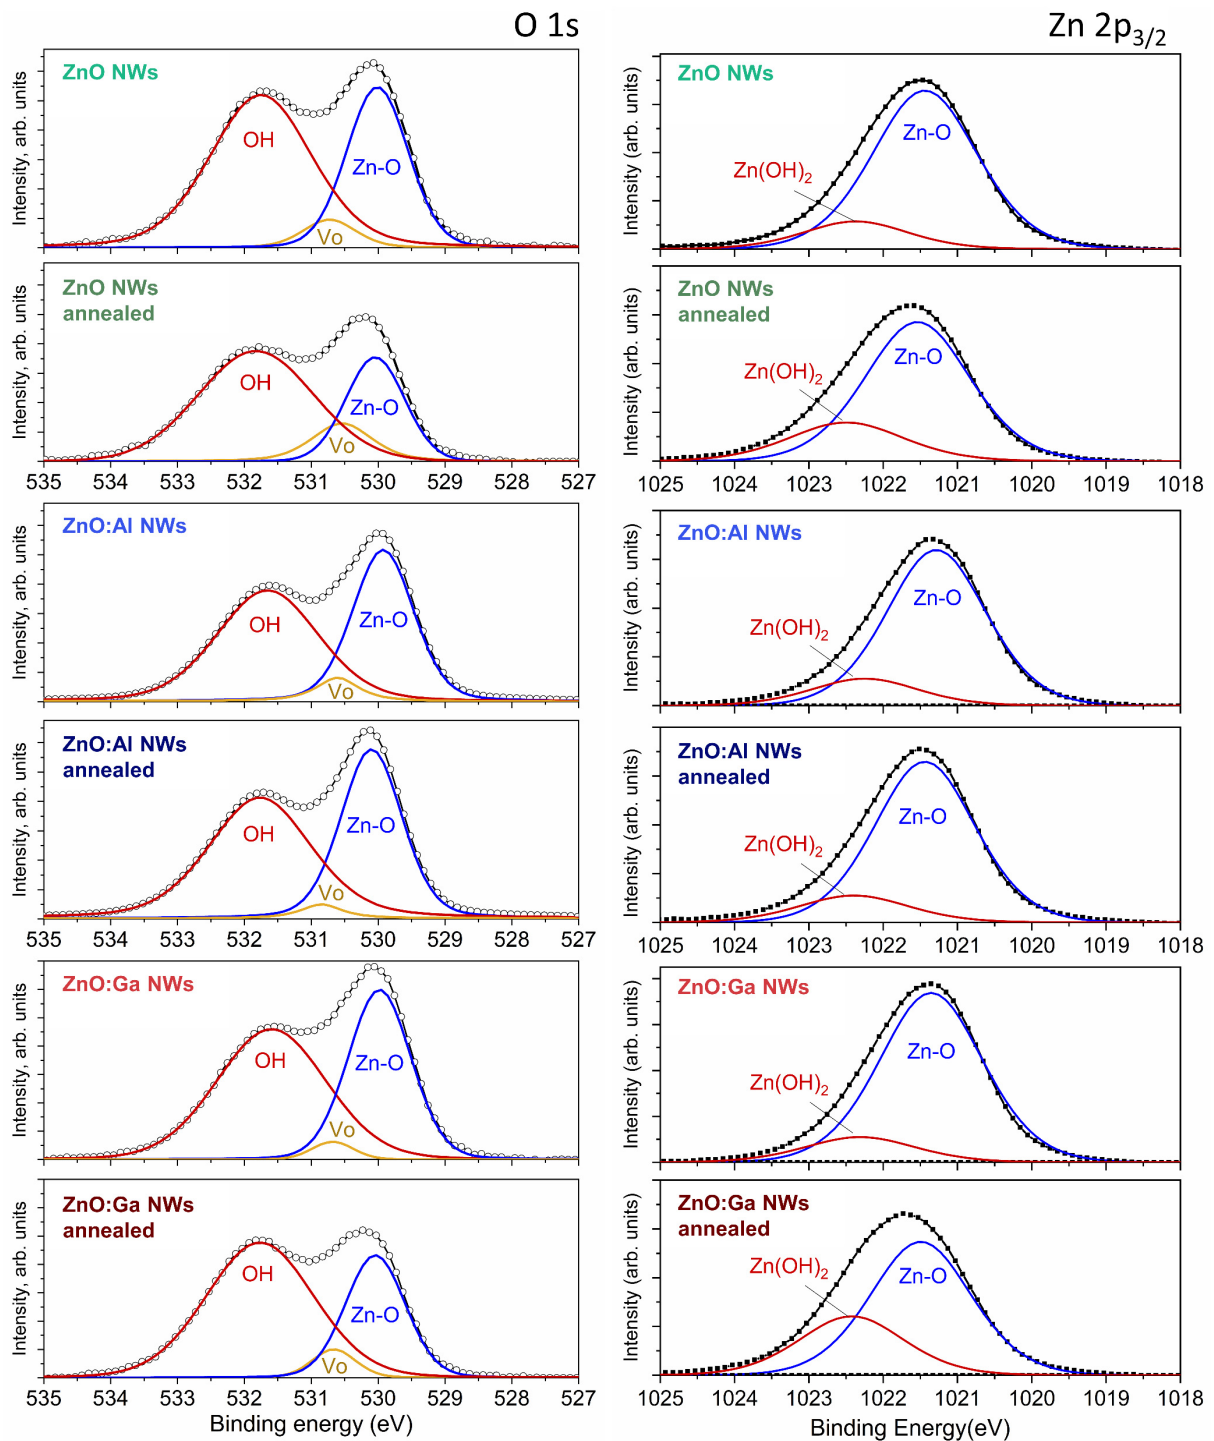 O 1s
Intensity, arb. units
ZnO NWs
OH
Zn-O
Vo
Intensity, arb. units
ZnO NWs
annealed
OH
Zn-O
Vo
535 534 533 532 531 530 529 528 527
Intensity, arb. units
ZnO:Al NWs
OH
Zn-O
Vo
Intensity, arb. units
ZnO:Al NWs
annealed
OH
Zn-O
Vo
535 534 533 532 531 530 529 528 527
Intensity, arb. units
ZnO:Ga NWs
OH
Zn-O
Vo
Intensity, arb. units
ZnO:Ga NWs
annealed
OH
Zn-O
Vo
535 534 533 532 531 530 529 528 527
Binding energy (eV)
Zn 2p3/2
Intensity (arb. units)
ZnO NWs
Zn-O
Zn(OH)2
Intensity (arb. units)
ZnO NWs
annealed
Zn-O
Zn(OH)2
1025 1024 1023 1022 1021 1020 1019 1018
Intensity (arb. units)
ZnO:Al NWs
Zn-O
Zn(OH)2
Intensity (arb. units)
ZnO:Al NWs
annealed
Zn-O
Zn(OH)2
1025 1024 1023 1022 1021 1020 1019 1018
Intensity (arb. units)
ZnO:Ga NWs
Zn-O
Zn(OH)2
Intensity (arb. units)
ZnO:Ga NWs
annealed
Zn(OH)2
Zn-O
1025 1024 1023 1022 1021 1020 1019 1018
Binding Energy(eV)